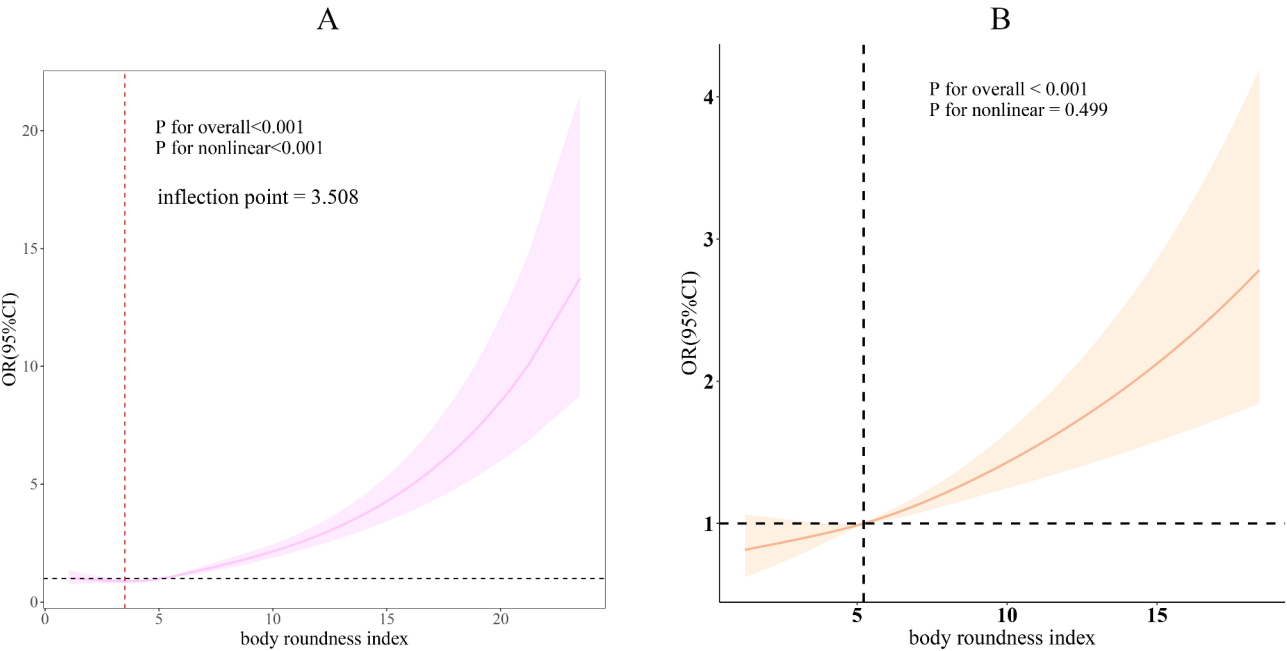 A
P for overall<0.001
P for nonlinear<0.001
inflection point = 3.508
OR(95%CI)
20
15
10
5
0
0 5 10 15 20
body roundness index
B
P for overall < 0.001
P for nonlinear = 0.499
OR(95%CI)
4
3
2
1
5 10 15
body roundness index